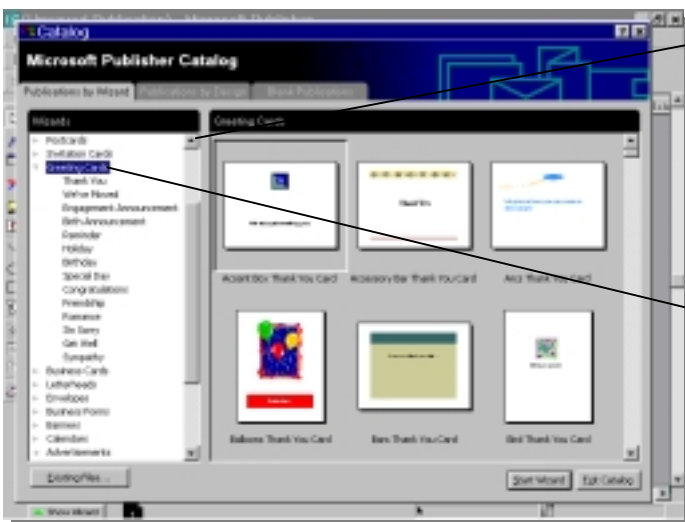 Catalog
Microsoft Publisher Catalog
Publications by Wizard Publications by Design Blank Publications
Wizards
Postcards
Invitation Cards
Greeting Cards
Thank You
We've Moved
Engagement Announcement
Birth Announcement
Reminder
Holiday
Birthday
Special Day
Congratulations
Friendship
Romance
I'm Sorry
Get Well
Sympathy
Business Cards
Letterheads
Envelopes
Business Forms
Banners
Calendars
Advertisements
Greeting Cards
Thank You
Accent Box Thank You Card Accessory Bar Thank You Card Arcs Thank You Card
Balloons Thank You Card Bars Thank You Card Bird Thank You Card
Existing Files...
Start Wizard Exit Catalog
Show Wizard